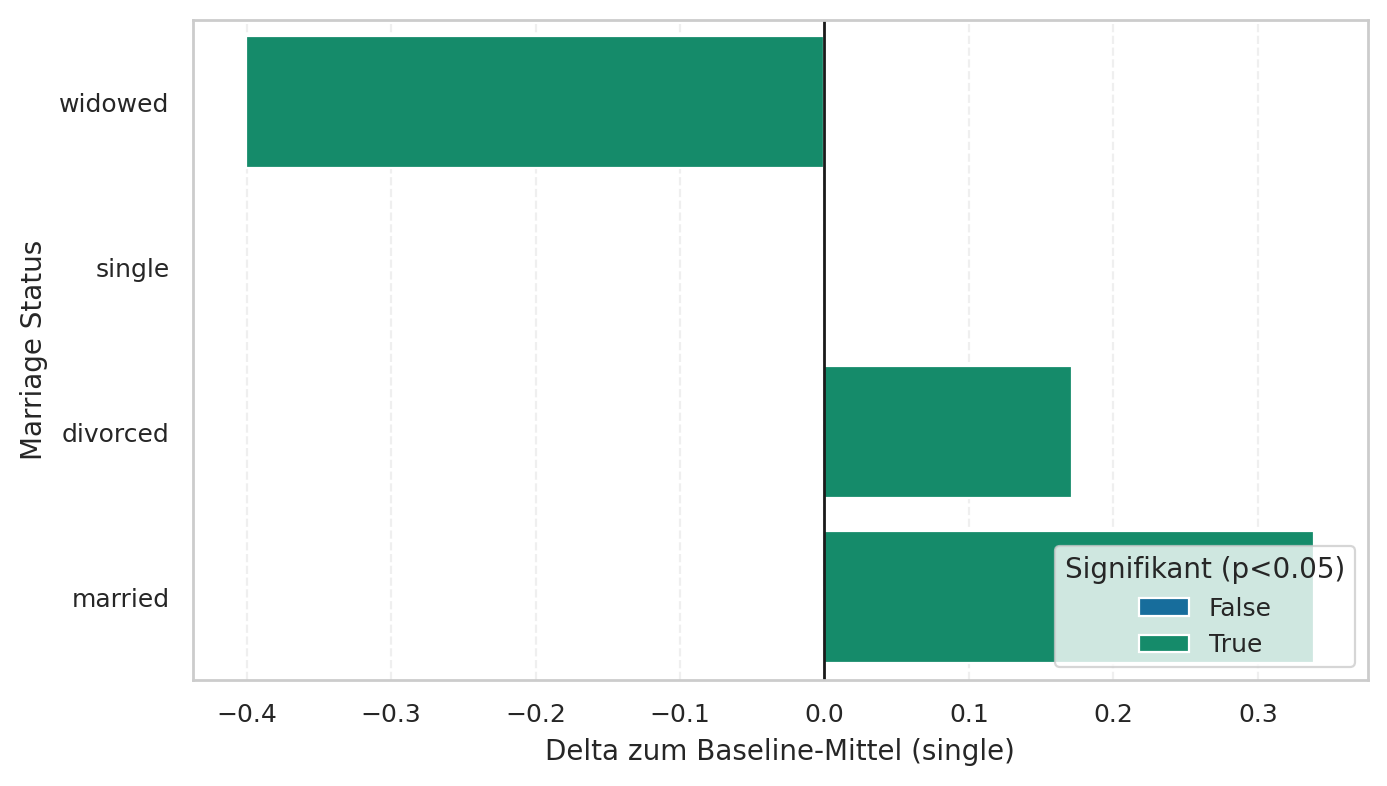 Marriage Status
widowed
single
divorced
married
Signifikant (p<0.05)
False
True
−0.4 −0.3 −0.2 −0.1 0.0 0.1 0.2 0.3
Delta zum Baseline-Mittel (single)